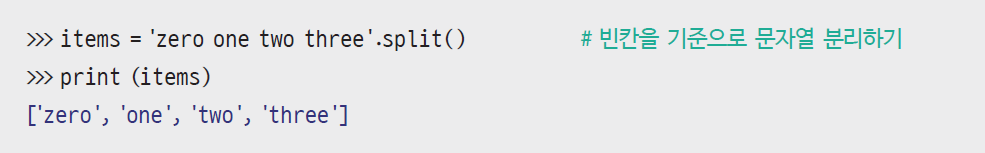 >>> items = 'zero one two three'.split() # 빈칸을 기준으로 문자열 분리하기
>>> print (items)
['zero', 'one', 'two', 'three']